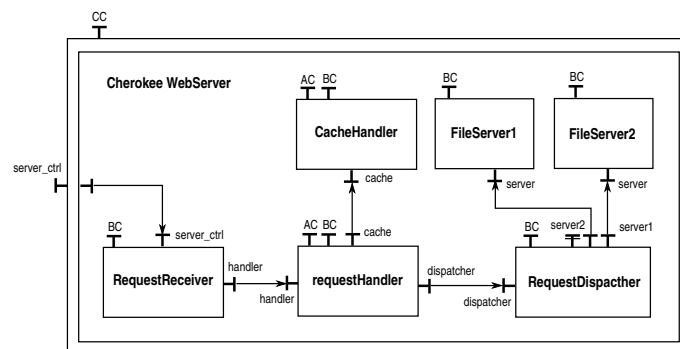 CC
Cherokee WebServer
AC BC
BC
BC
CacheHandler
FileServer1
FileServer2
server_ctrl
cache
server
server
BC
server_ctrl
AC BC
cache
BC
server2
server1
RequestReceiver
handler
handler
requestHandler
dispatcher
dispatcher
RequestDispacther